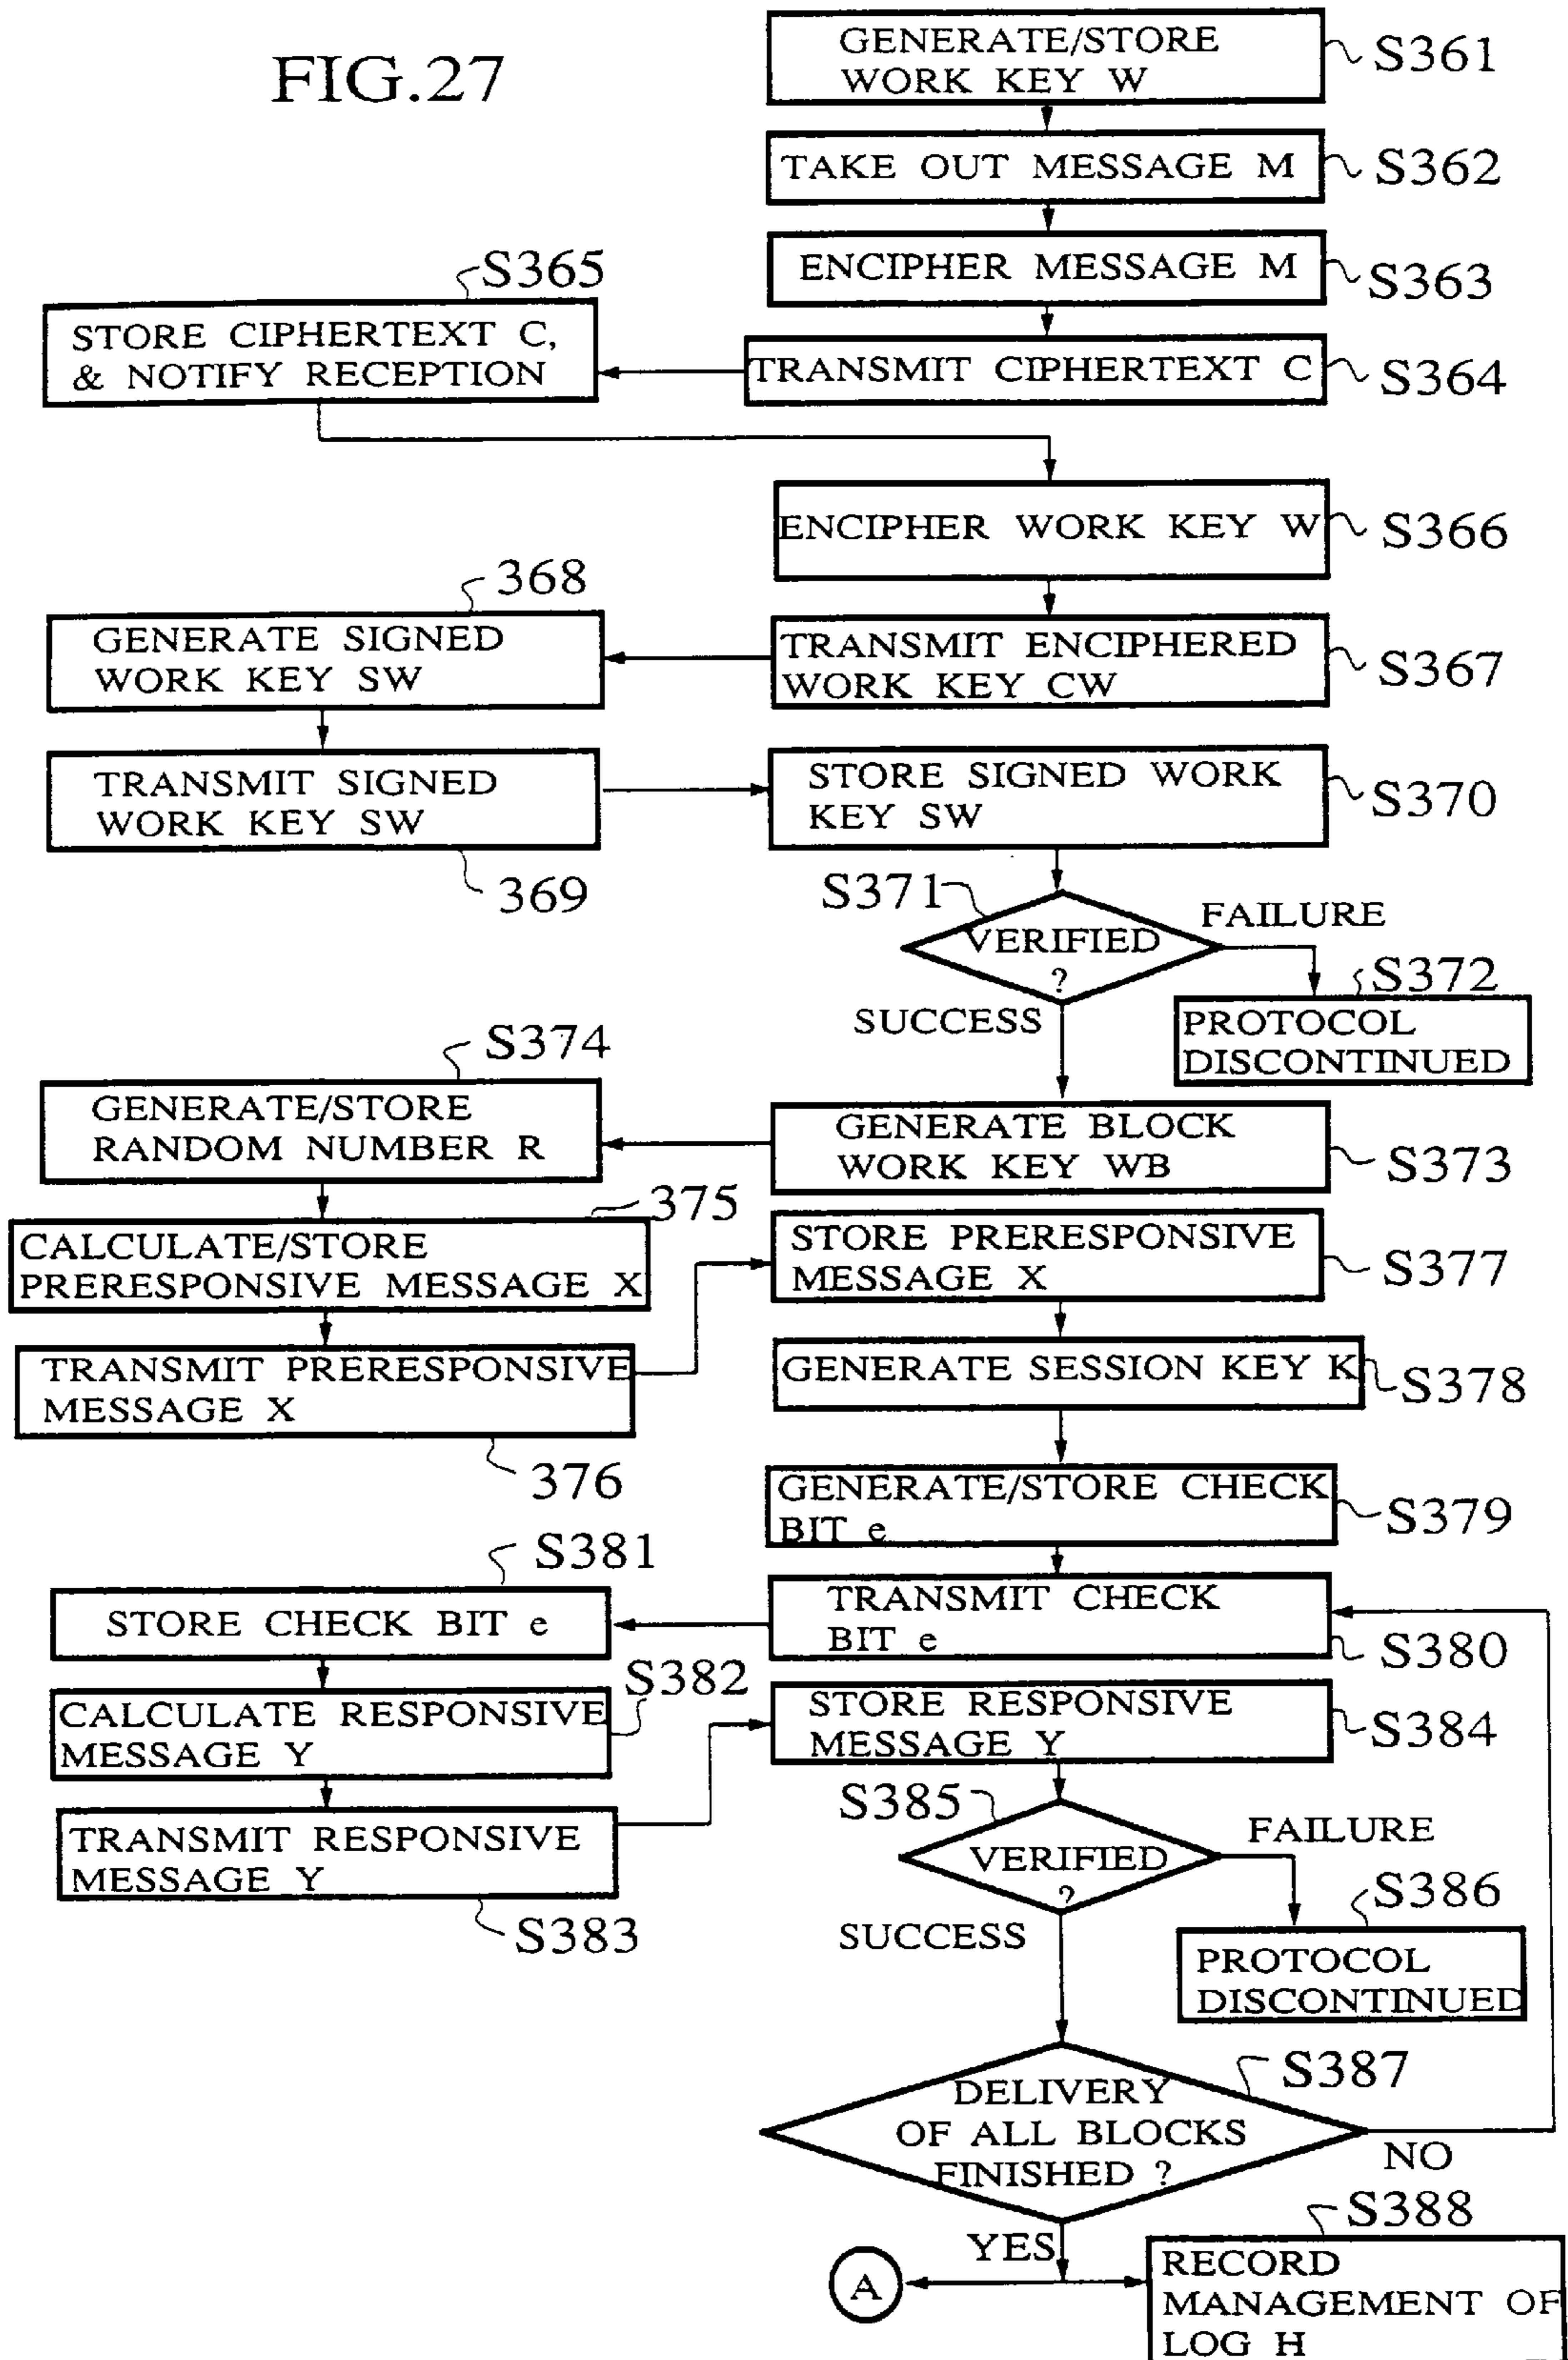 FIG.27
GENERATE/STORE
WORK KEY W
S361
TAKE OUT MESSAGE M
S362
ENCIPHER MESSAGE M
S363
S365
STORE CIPHERTEXT C,
& NOTIFY RECEPTION
TRANSMIT CIPHERTEXT C
S364
ENCIPHER WORK KEY W
S366
368
GENERATE SIGNED
WORK KEY SW
TRANSMIT ENCIPHERED
WORK KEY CW
S367
TRANSMIT SIGNED
WORK KEY SW
369
STORE SIGNED WORK
KEY SW
S370
S371
VERIFIED
?
FAILURE
S372
PROTOCOL
DISCONTINUED
SUCCESS
S374
GENERATE/STORE
RANDOM NUMBER R
GENERATE BLOCK
WORK KEY WB
S373
375
CALCULATE/STORE
PRERESPONSIVE MESSAGE X
STORE PRERESPONSIVE
MESSAGE X
S377
TRANSMIT PRERESPONSIVE
MESSAGE X
376
GENERATE SESSION KEY K
S378
GENERATE/STORE CHECK
BIT e
S379
S381
STORE CHECK BIT e
TRANSMIT CHECK
BIT e
S380
S382
CALCULATE RESPONSIVE
MESSAGE Y
STORE RESPONSIVE
MESSAGE Y
S384
TRANSMIT RESPONSIVE
MESSAGE Y
S383
S385
VERIFIED
?
FAILURE
S386
PROTOCOL
DISCONTINUED
SUCCESS
S387
DELIVERY
OF ALL BLOCKS
FINISHED ?
NO
YES
S388
A
RECORD
MANAGEMENT OF
LOG H